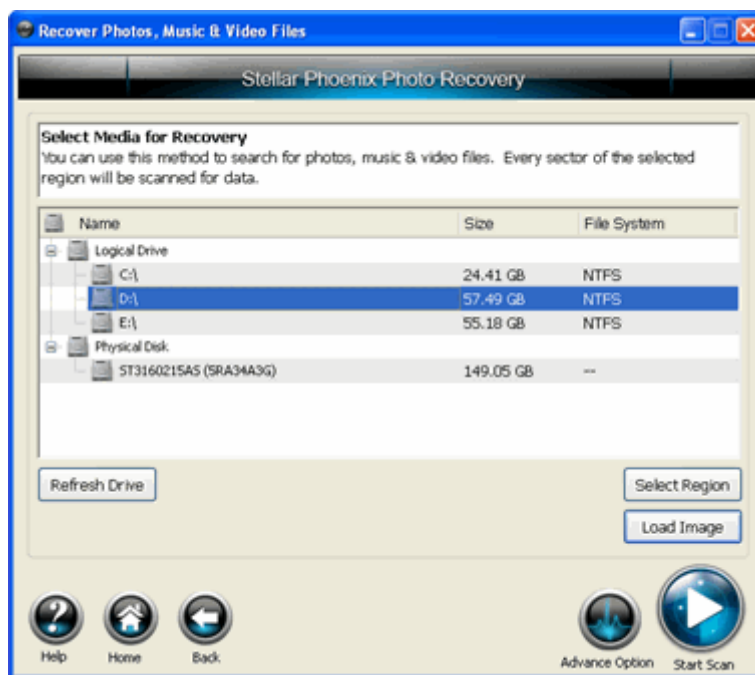 Recover Photos, Music & Video Files
Stellar Phoenix Photo Recovery
Select Media for Recovery
You can use this method to search for photos, music & video files. Every sector of the selected
region will be scanned for data.
Name Size File System
Logical Drive
C:\ 24.41 GB NTFS
D:\ 57.49 GB NTFS
E:\ 55.18 GB NTFS
Physical Disk
ST3160215AS (SRA34A3G) 149.05 GB --
Refresh Drive Select Region
Load Image
Help Home Back Advance Option Start Scan